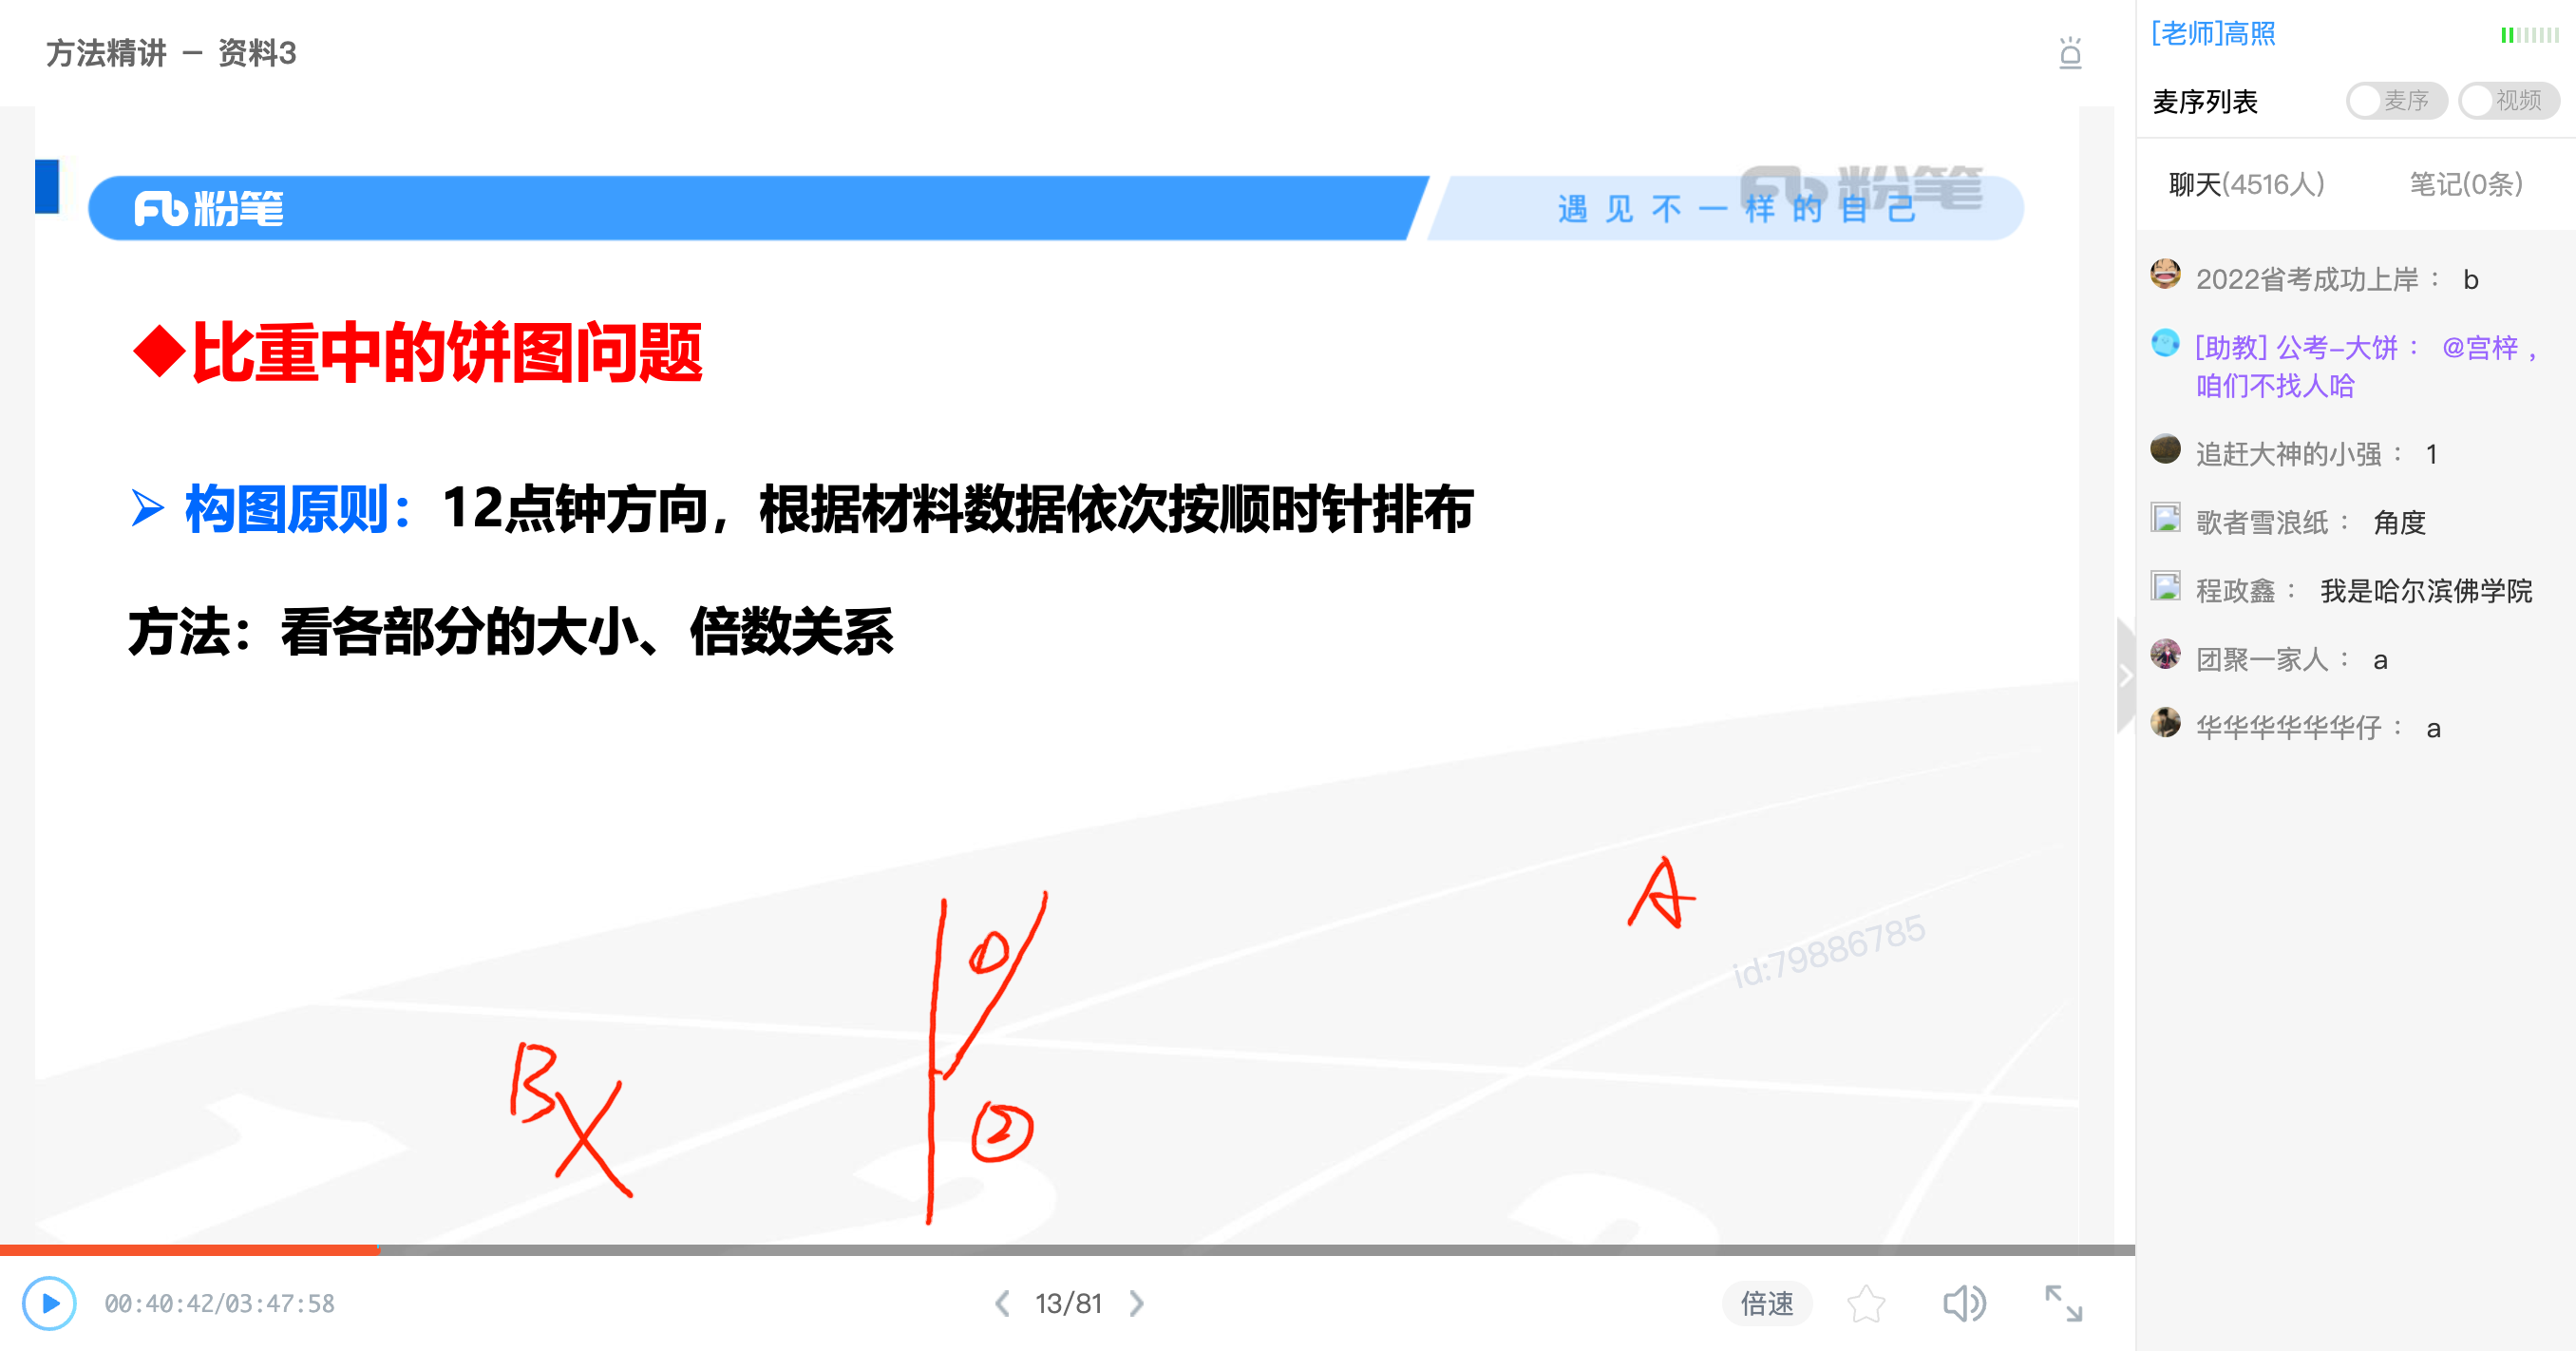 方法精讲 – 资料3
粉笔
遇见不一样的自己
粉笔
◆比重中的饼图问题
➢ 构图原则：12点钟方向，根据材料数据依次按顺时针排布
方法：看各部分的大小、倍数关系
A
①
B
②
id:79886785
00:40:42/03:47:58
13/81
倍速
[老师]高照
麦序列表
麦序
视频
聊天(4516人)
笔记(0条)
2022省考成功上岸： b
[助教] 公考–大饼： @宫梓，
咱们不找人哈
追赶大神的小强： 1
歌者雪浪纸： 角度
程政鑫： 我是哈尔滨佛学院
团聚一家人： a
华华华华华华仔： a